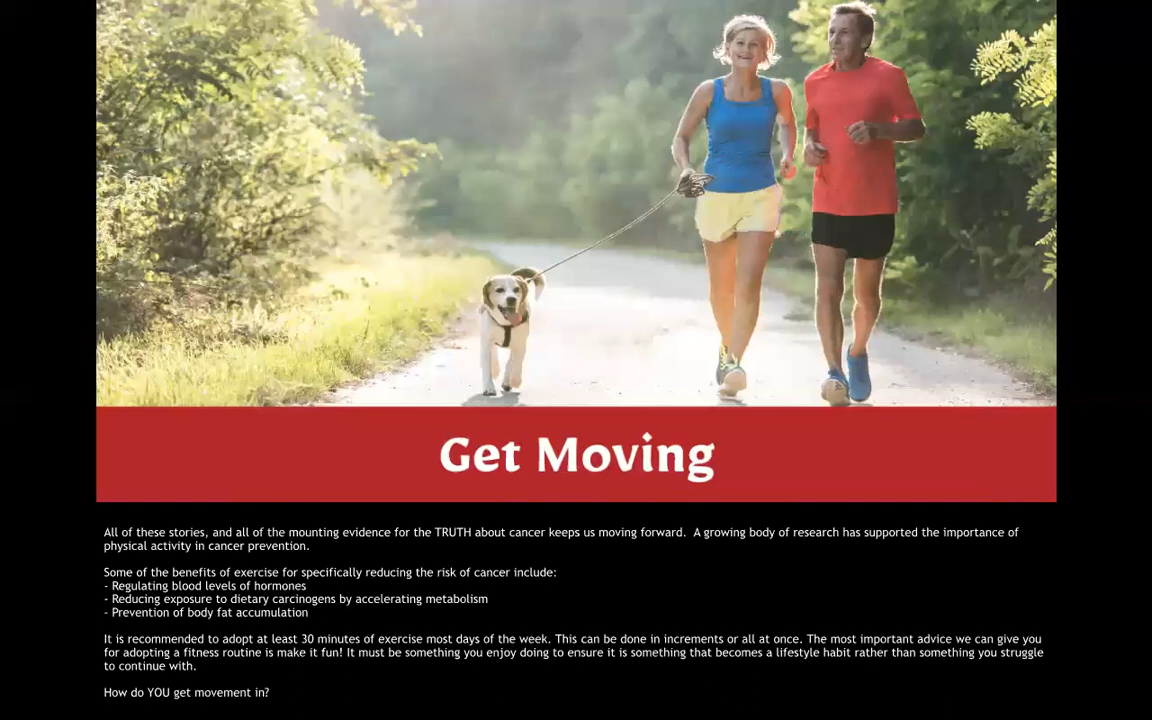 Get Moving
All of these stories, and all of the mounting evidence for the TRUTH about cancer keeps us moving forward.  A growing body of research has supported the importance of
physical activity in cancer prevention.
Some of the benefits of exercise for specifically reducing the risk of cancer include:
- Regulating blood levels of hormones
- Reducing exposure to dietary carcinogens by accelerating metabolism
- Prevention of body fat accumulation
It is recommended to adopt at least 30 minutes of exercise most days of the week. This can be done in increments or all at once. The most important advice we can give you
for adopting a fitness routine is make it fun! It must be something you enjoy doing to ensure it is something that becomes a lifestyle habit rather than something you struggle
to continue with.
How do YOU get movement in?